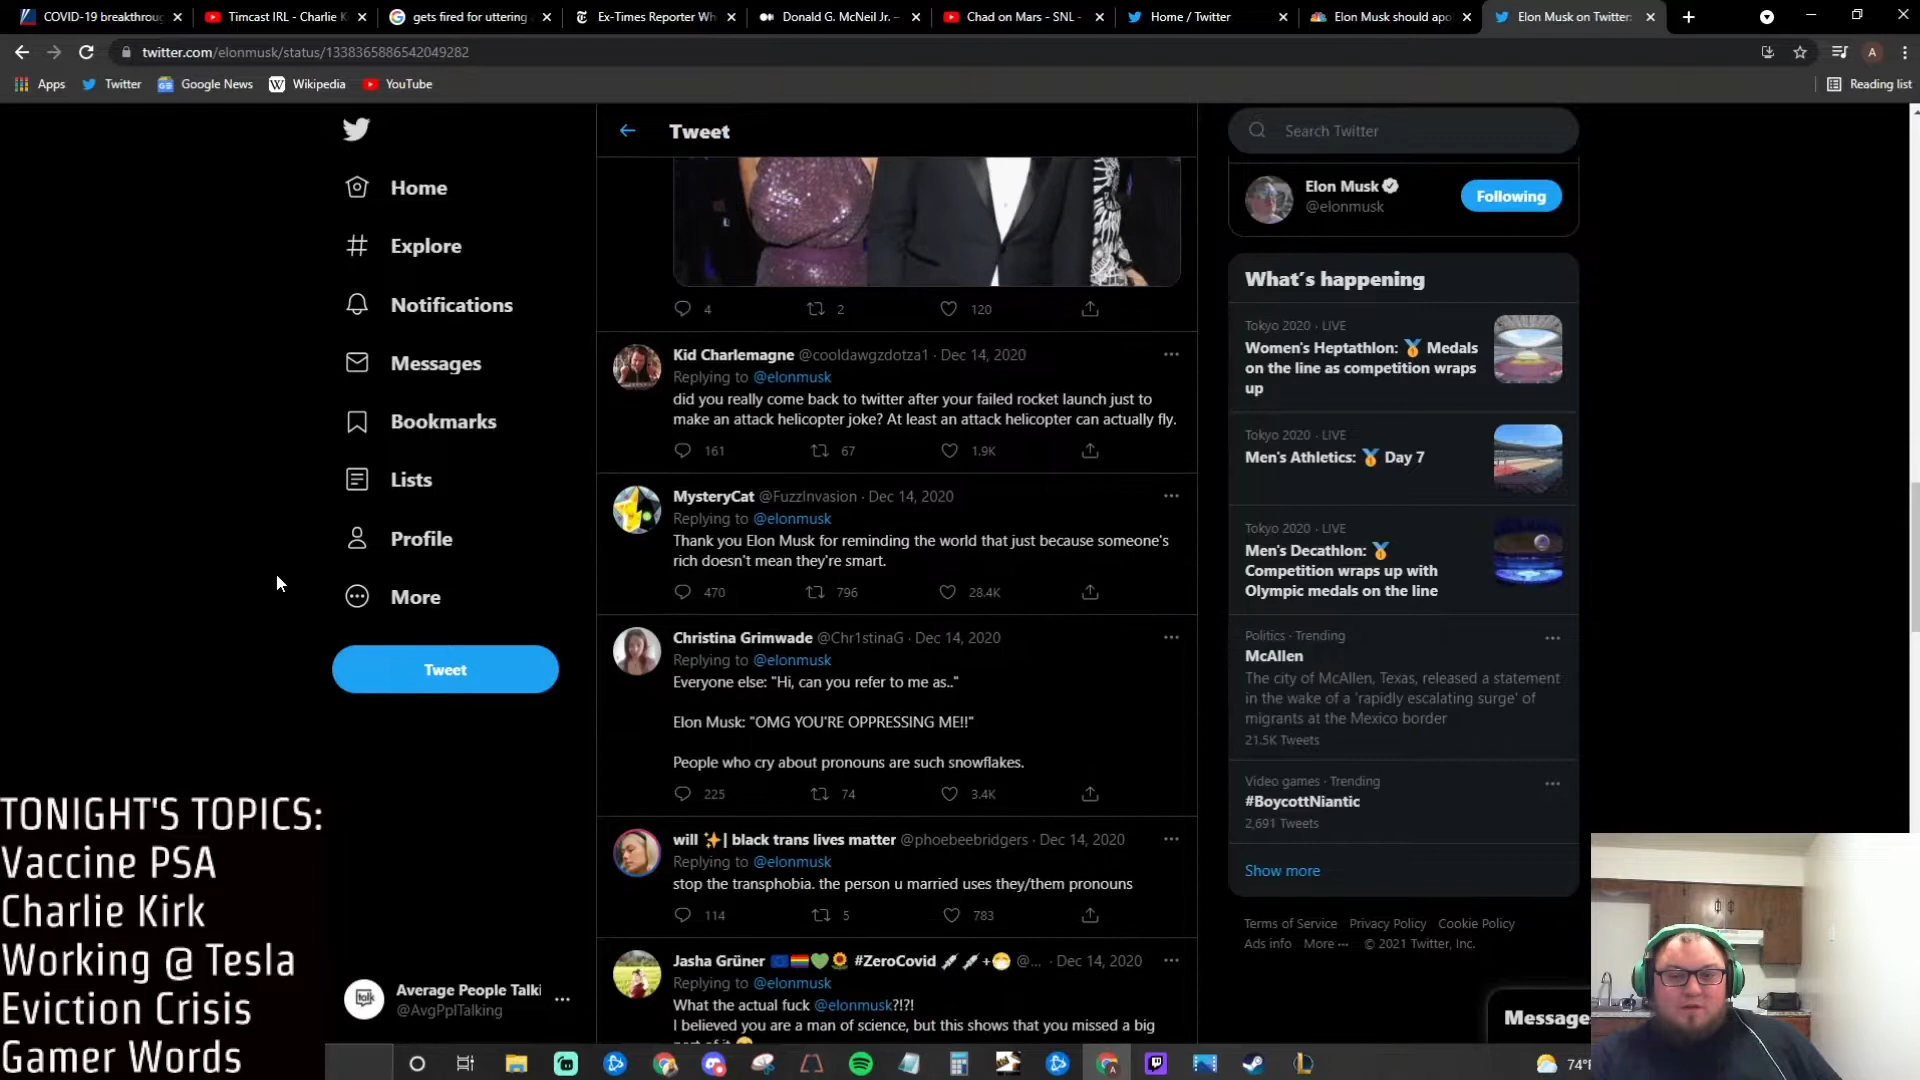 COVID-19 breakthroug
Timcast IRL - Charlie K
gets fired for uttering
Ex-Times Reporter Wh
Donald G. McNeil Jr. –
Chad on Mars - SNL -
Home / Twitter
Elon Musk should apo
Elon Musk on Twitter:
twitter.com/elonmusk/status/1338365886542049282
A
Apps
Twitter
Google News
Wikipedia
YouTube
Reading list
Home
Explore
Notifications
Messages
Bookmarks
Lists
Profile
More
Tweet
talk
Average People Talki
@AvgPplTalking
Tweet
4 2 120
Kid Charlemagne @cooldawgzdotza1 · Dec 14, 2020
Replying to @elonmusk
did you really come back to twitter after your failed rocket launch just to
make an attack helicopter joke? At least an attack helicopter can actually fly.
161 67 1.9K
MysteryCat @FuzzInvasion · Dec 14, 2020
Replying to @elonmusk
Thank you Elon Musk for reminding the world that just because someone's
rich doesn't mean they're smart.
470 796 28.4K
Christina Grimwade @Chr1stinaG · Dec 14, 2020
Replying to @elonmusk
Everyone else: "Hi, can you refer to me as.."
Elon Musk: "OMG YOU'RE OPPRESSING ME!!"
People who cry about pronouns are such snowflakes.
225 74 3.4K
will ✨| black trans lives matter @phoebeebridgers · Dec 14, 2020
Replying to @elonmusk
stop the transphobia. the person u married uses they/them pronouns
114 5 783
Jasha Grüner 🇪🇺🏳️‍🌈💚🌻 #ZeroCovid 💉💉+😷 @... · Dec 14, 2020
Replying to @elonmusk
What the actual fuck @elonmusk?!?!
I believed you are a man of science, but this shows that you missed a big
part of it
Search Twitter
Elon Musk
@elonmusk
Following
What's happening
Tokyo 2020 · LIVE
Women's Heptathlon: 🏅 Medals
on the line as competition wraps
up
Tokyo 2020 · LIVE
Men's Athletics: 🏅 Day 7
Tokyo 2020 · LIVE
Men's Decathlon: 🏅
Competition wraps up with
Olympic medals on the line
Politics · Trending
McAllen
The city of McAllen, Texas, released a statement
in the wake of a 'rapidly escalating surge' of
migrants at the Mexico border
21.5K Tweets
Video games · Trending
#BoycottNiantic
2,691 Tweets
Show more
Terms of Service Privacy Policy Cookie Policy
Ads info More ··· © 2021 Twitter, Inc.
Message
TONIGHT'S TOPICS:
Vaccine PSA
Charlie Kirk
Working @ Tesla
Eviction Crisis
Gamer Words
74°F